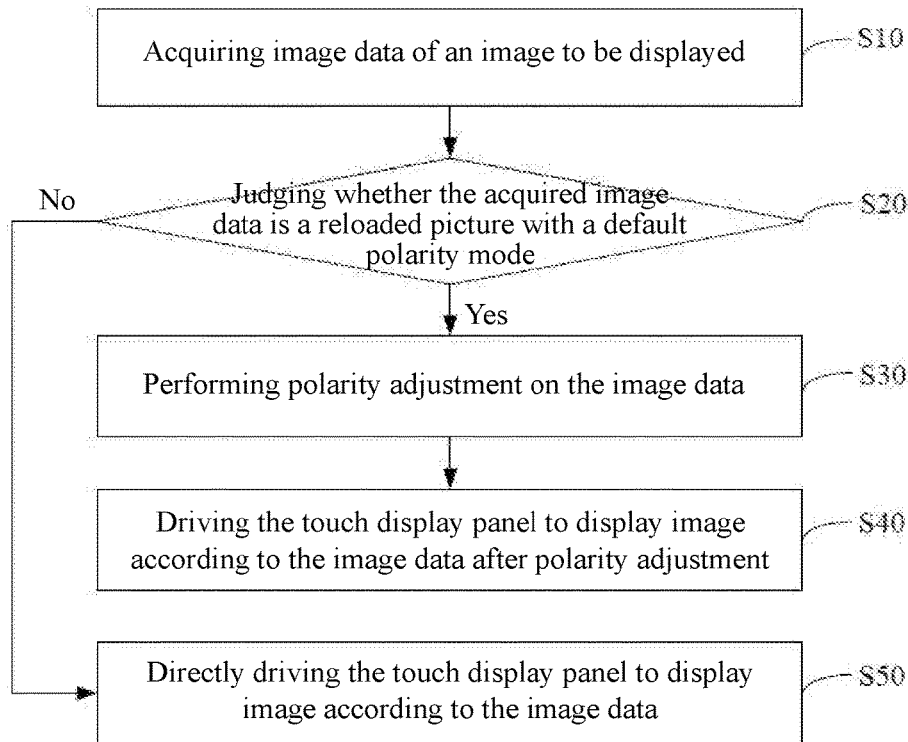 Acquiring image data of an image to be displayed
S10
No
Judging whether the acquired image
data is a reloaded picture with a default
polarity mode
S20
Yes
Performing polarity adjustment on the image data
S30
Driving the touch display panel to display image
according to the image data after polarity adjustment
S40
Directly driving the touch display panel to display
image according to the image data
S50